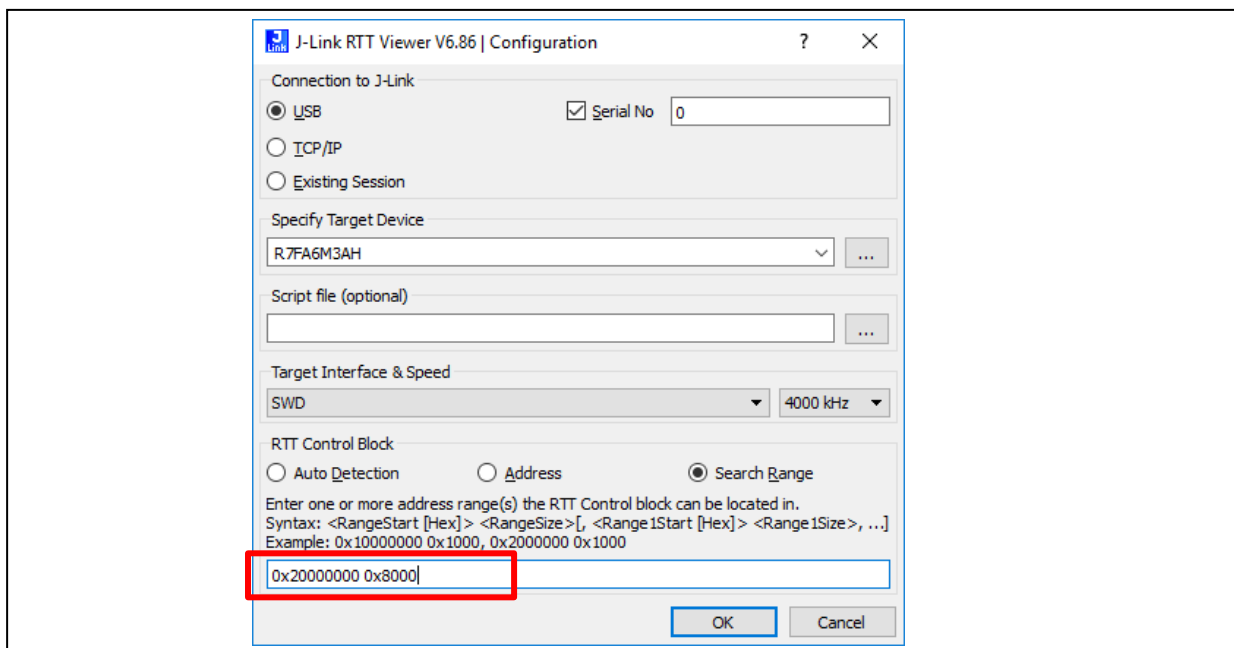 J-Link RTT Viewer V6.86 | Configuration ? ×
Connection to J-Link
USB Serial No 0
TCP/IP
Existing Session
Specify Target Device
R7FA6M3AH ...
Script file (optional)
...
Target Interface & Speed
SWD 4000 kHz
RTT Control Block
Auto Detection Address Search Range
Enter one or more address range(s) the RTT Control block can be located in.
Syntax: <RangeStart [Hex]> <RangeSize>[, <Range1Start [Hex]> <Range1Size>, ...]
Example: 0x10000000 0x1000, 0x2000000 0x1000
0x20000000 0x8000
OK Cancel